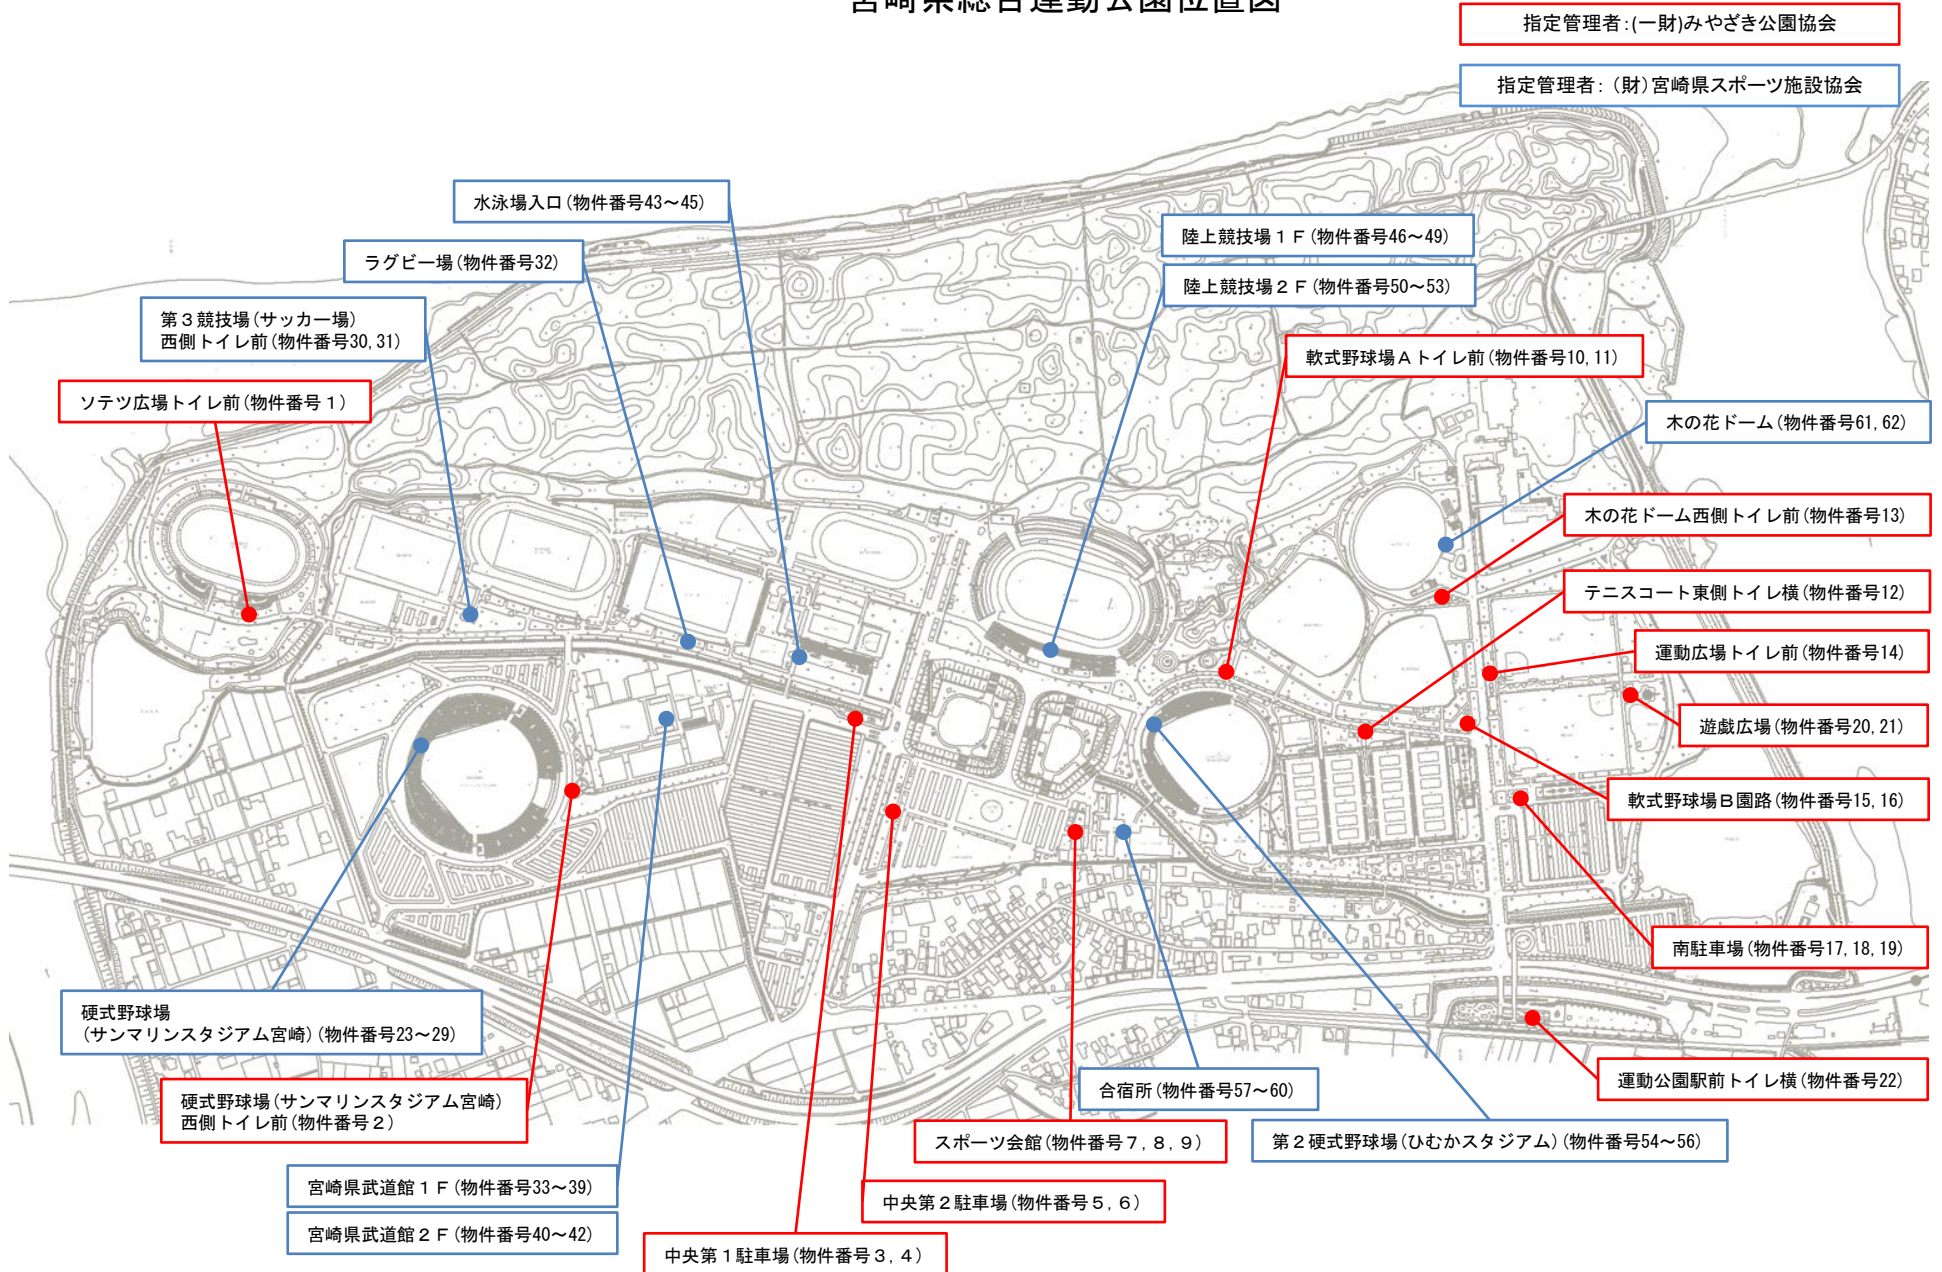 宮崎県総合運動公園位置図
指定管理者：(一財)みやざき公園協会
指定管理者：（財）宮崎県スポーツ施設協会
水泳場入口（物件番号43～45）
ラグビー場（物件番号32）
第３競技場（サッカー場）
西側トイレ前（物件番号30，31）
ソテツ広場トイレ前（物件番号１）
陸上競技場１Ｆ（物件番号46～49）
陸上競技場２Ｆ（物件番号50～53）
軟式野球場Ａトイレ前（物件番号10，11）
木の花ドーム（物件番号61，62）
木の花ドーム西側トイレ前（物件番号13）
テニスコート東側トイレ横（物件番号12）
運動広場トイレ前（物件番号14）
遊戯広場（物件番号20，21）
軟式野球場Ｂ園路（物件番号15，16）
南駐車場（物件番号17，18，19）
運動公園駅前トイレ横（物件番号22）
硬式野球場
（サンマリンスタジアム宮崎）（物件番号23～29）
硬式野球場（サンマリンスタジアム宮崎）
西側トイレ前（物件番号２）
合宿所（物件番号57～60）
スポーツ会館（物件番号７，８，９）
第２硬式野球場（ひむかスタジアム）（物件番号54～56）
宮崎県武道館１Ｆ（物件番号33～39）
宮崎県武道館２Ｆ（物件番号40～42）
中央第２駐車場（物件番号５，６）
中央第１駐車場（物件番号３，４）